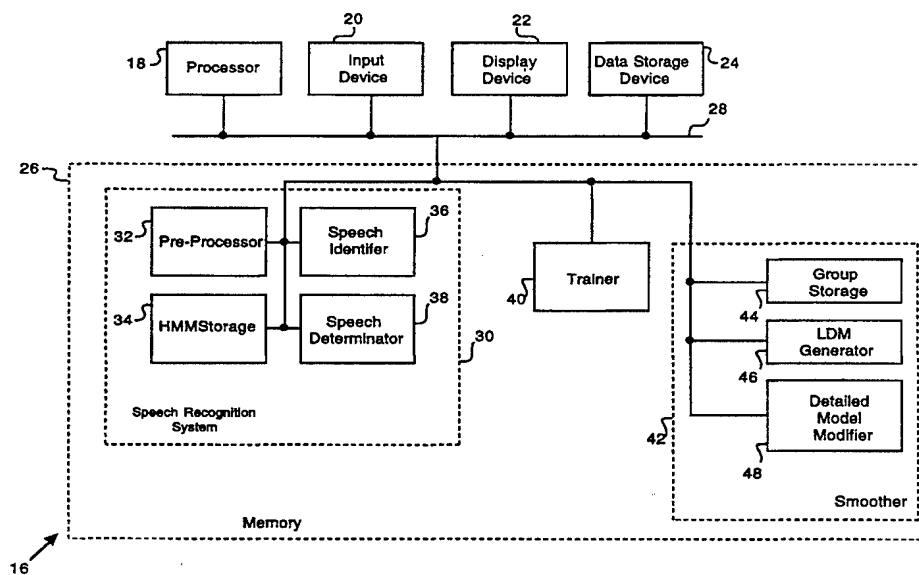 20
22
18
Processor
Input
Device
Display
Device
Data Storage
Device
24
28
26
32
Pre-Processor
36
Speech
Identifer
34
HMMStorage
38
Speech
Determinator
30
Speech Recognition
System
40
Trainer
Group
Storage
44
LDM
Generator
46
Detailed
Model
Modifier
42
48
Smoother
Memory
16